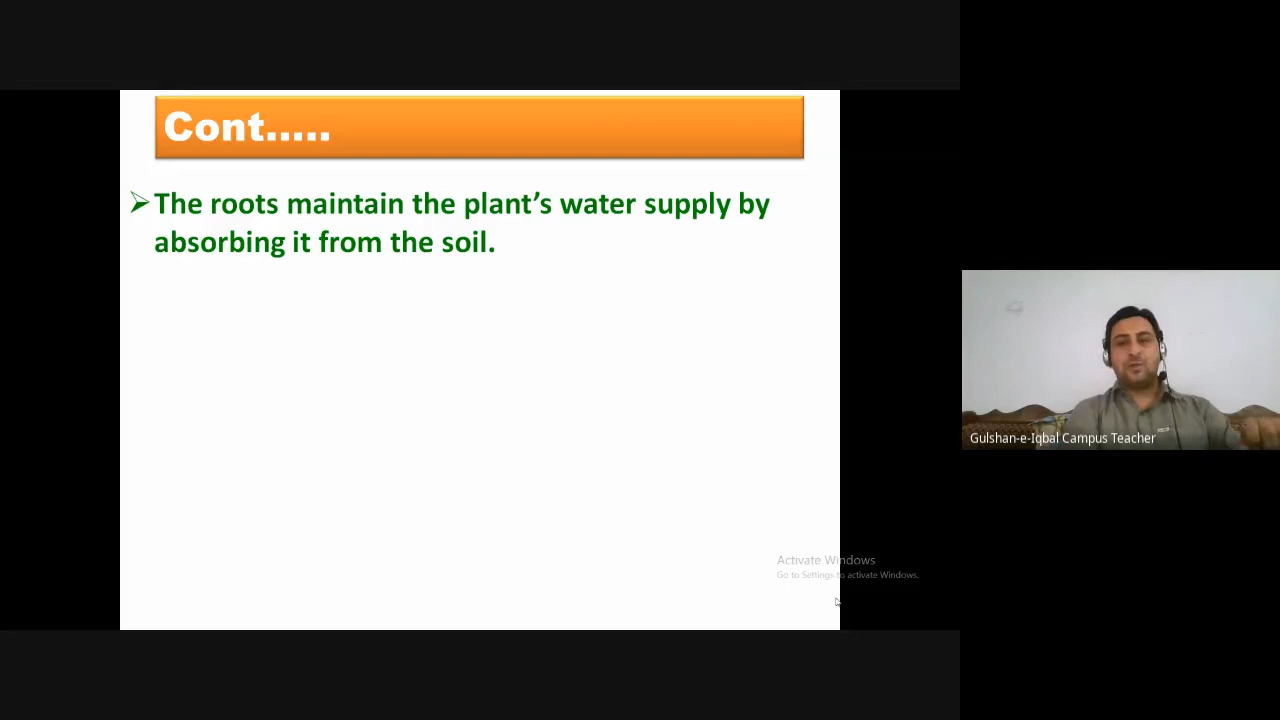 Cont.....
➢The roots maintain the plant’s water supply by
absorbing it from the soil.
Activate Windows
Go to Settings to activate Windows.
Gulshan-e-Iqbal Campus Teacher